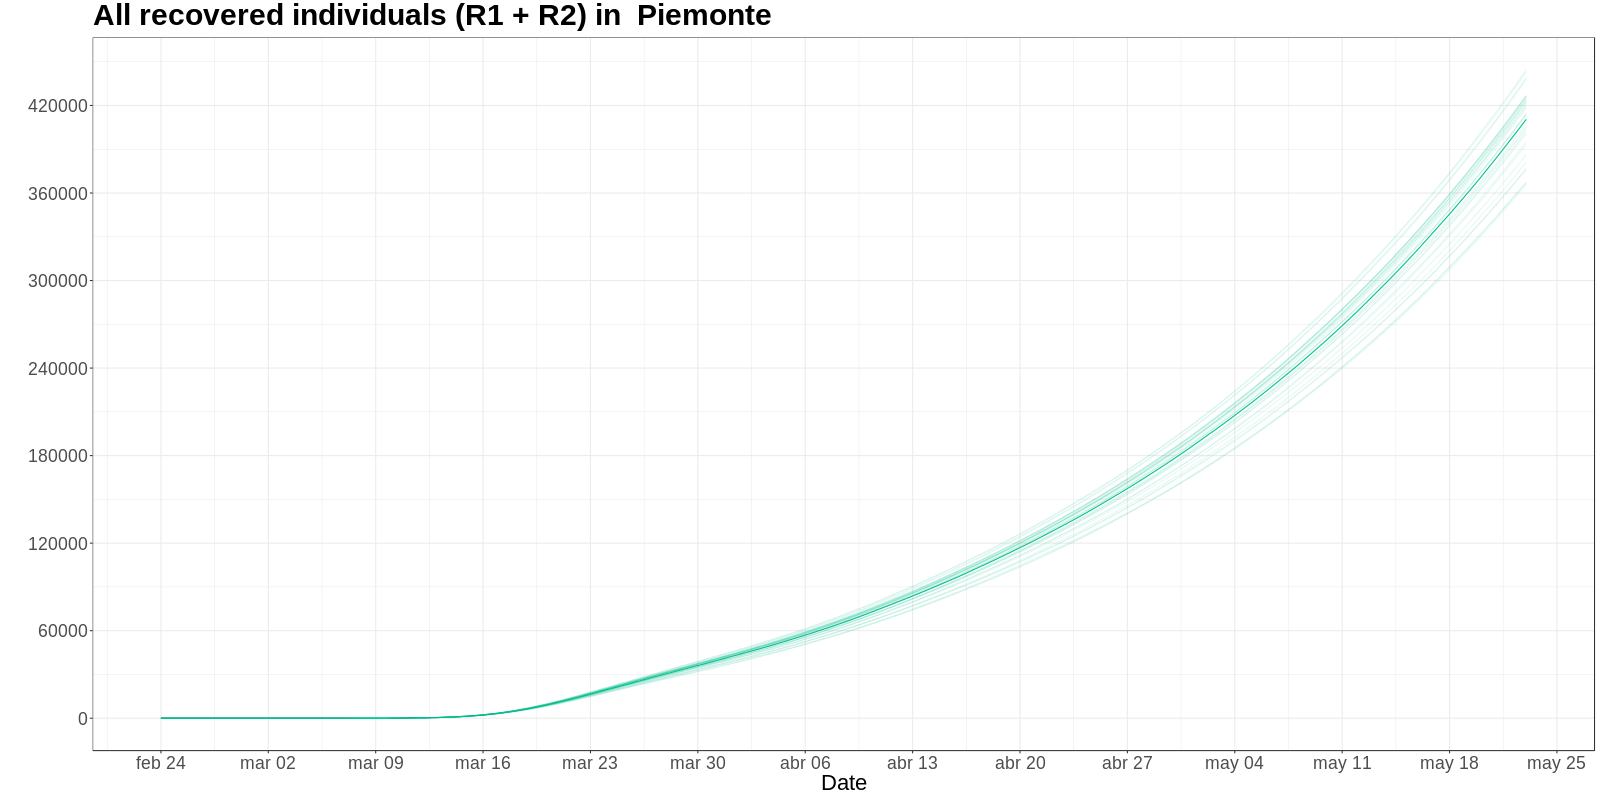 All recovered individuals (R1 + R2) in  Piemonte
420000
360000
300000
240000
180000
120000
60000
0
feb 24 mar 02 mar 09 mar 16 mar 23 mar 30 abr 06 abr 13 abr 20 abr 27 may 04 may 11 may 18 may 25
Date